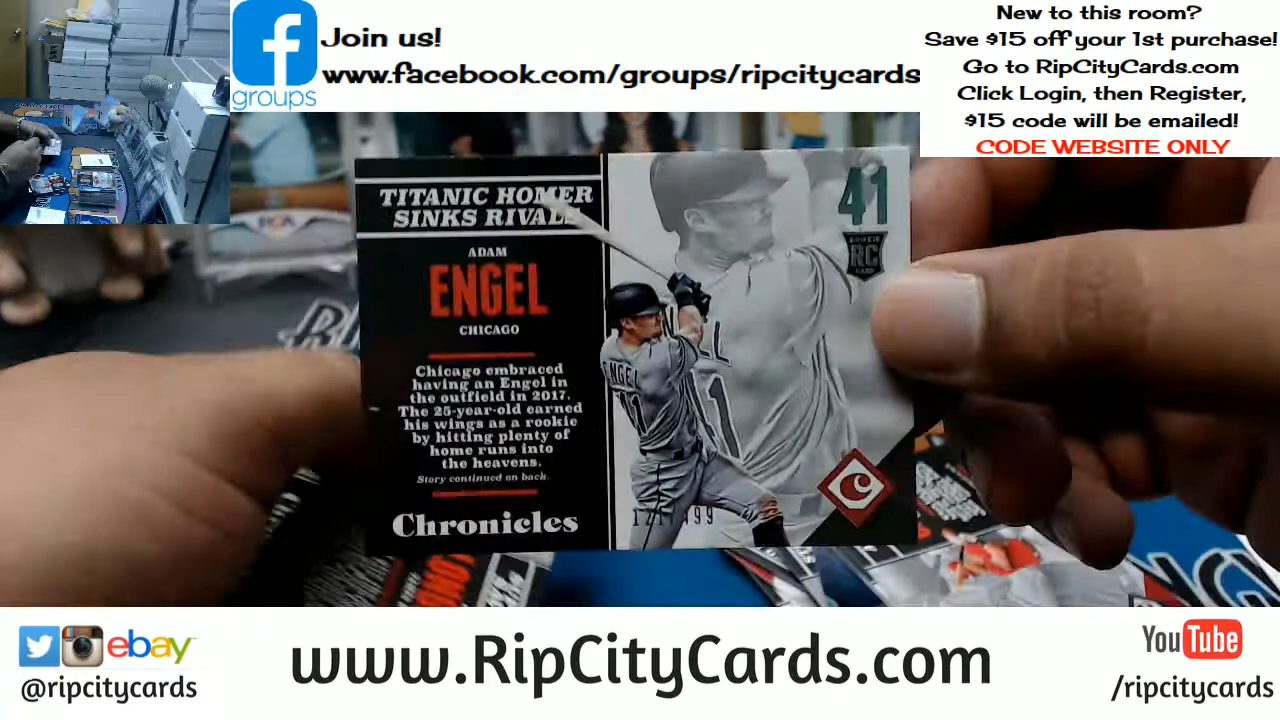 groups
Join us!
www.facebook.com/groups/ripcitycards
New to this room?
Save $15 off your 1st purchase!
Go to RipCityCards.com
Click Login, then Register,
$15 code will be emailed!
CODE WEBSITE ONLY
TITANIC HOMER
SINKS RIVALS
ADAM
ENGEL
CHICAGO
Chicago embraced
having an Engel in
the outfield in 2017.
The 25-year-old earned
his wings as a rookie
by hitting plenty of
home runs into
the heavens.
Story continued on back.
Chronicles
41
ROOKIE
RC
CARD
ENGEL
C
ebay
@ripcitycards
www.RipCityCards.com
YouTube
/ripcitycards